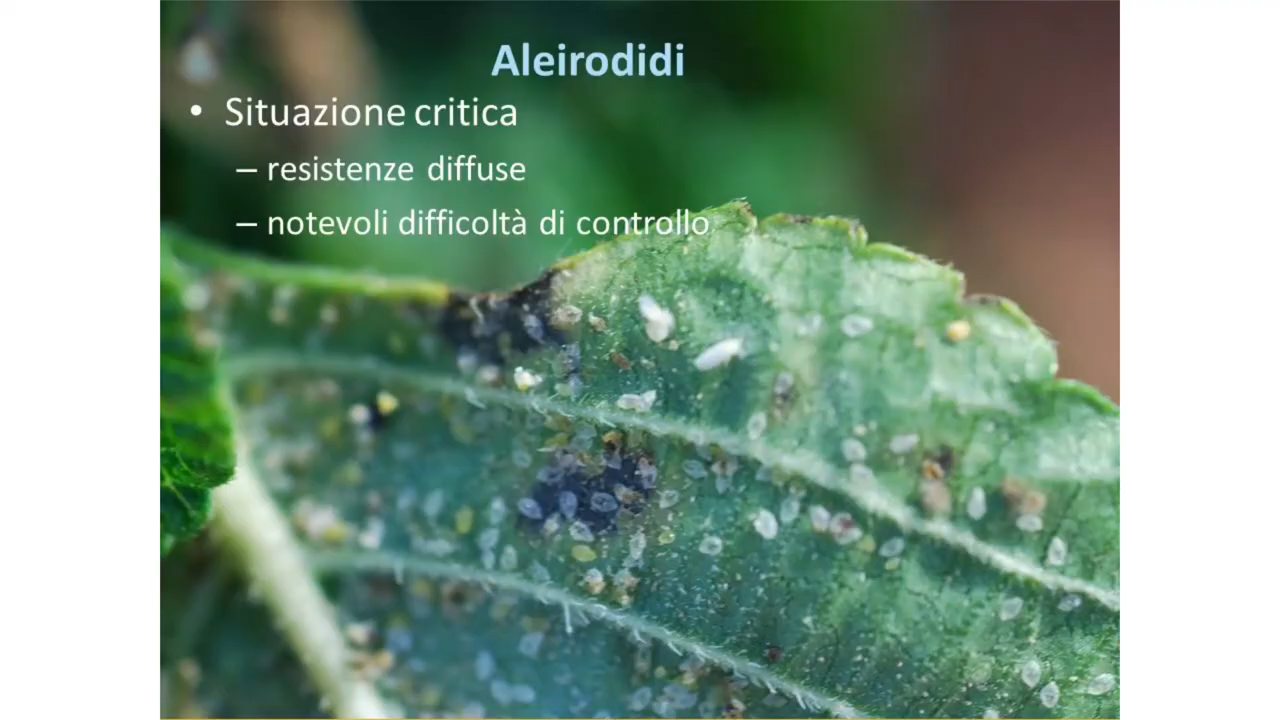 Aleirodidi
• Situazione critica
– resistenze diffuse
– notevoli difficoltà di controllo